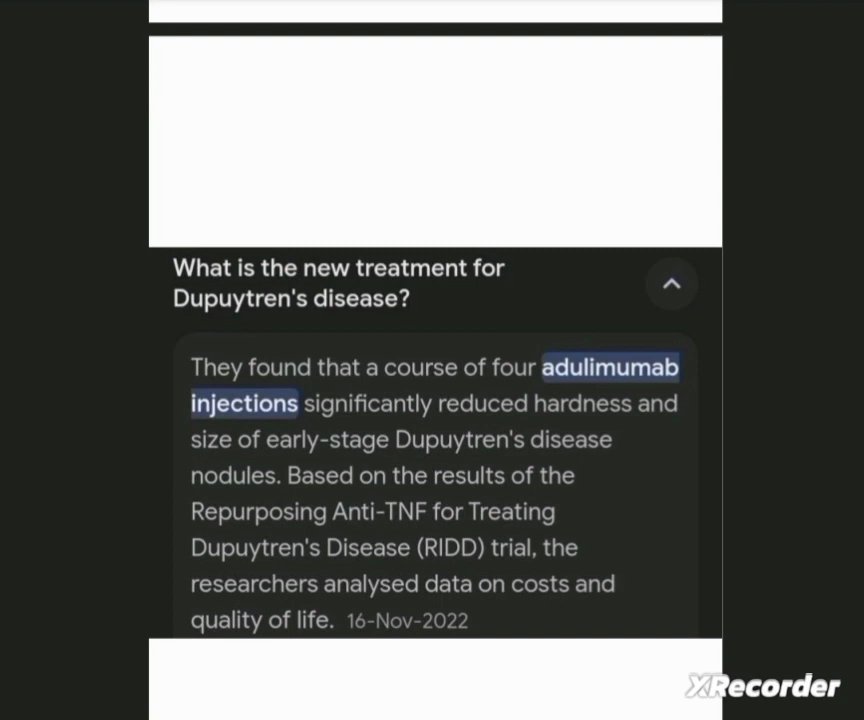 What is the new treatment for
Dupuytren's disease?
They found that a course of four adulimumab
injections significantly reduced hardness and
size of early-stage Dupuytren's disease
nodules. Based on the results of the
Repurposing Anti-TNF for Treating
Dupuytren's Disease (RIDD) trial, the
researchers analysed data on costs and
quality of life. 16-Nov-2022
XRecorder